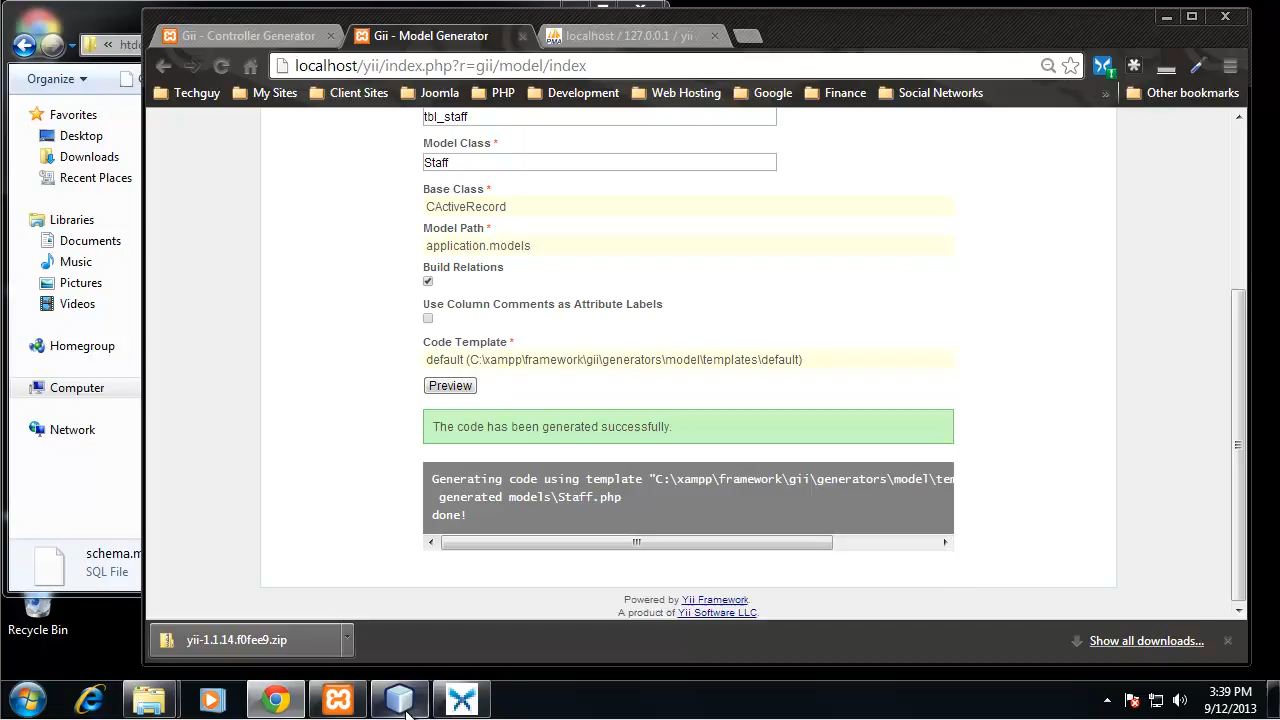 Gii - Controller Generator
Gii - Model Generator
localhost / 127.0.0.1 / yii
htdo
localhost/yii/index.php?r=gii/model/index
Organize
Techguy
My Sites
Client Sites
Joomla
PHP
Development
Web Hosting
Google
Finance
Social Networks
»
Other bookmarks
Favorites
Desktop
Downloads
Recent Places
Libraries
Documents
Music
Pictures
Videos
Homegroup
Computer
Network
schema.m
SQL File
Recycle Bin
tbl_staff
Model Class *
Staff
Base Class *
CActiveRecord
Model Path *
application.models
Build Relations
Use Column Comments as Attribute Labels
Code Template *
default (C:\xampp\framework\gii\generators\model\templates\default)
Preview
The code has been generated successfully.
Generating code using template "C:\xampp\framework\gii\generators\model\tem
generated models\Staff.php
done!
Powered by Yii Framework.
A product of Yii Software LLC.
yii-1.1.14.f0fee9.zip
Show all downloads...
3:39 PM
9/12/2013